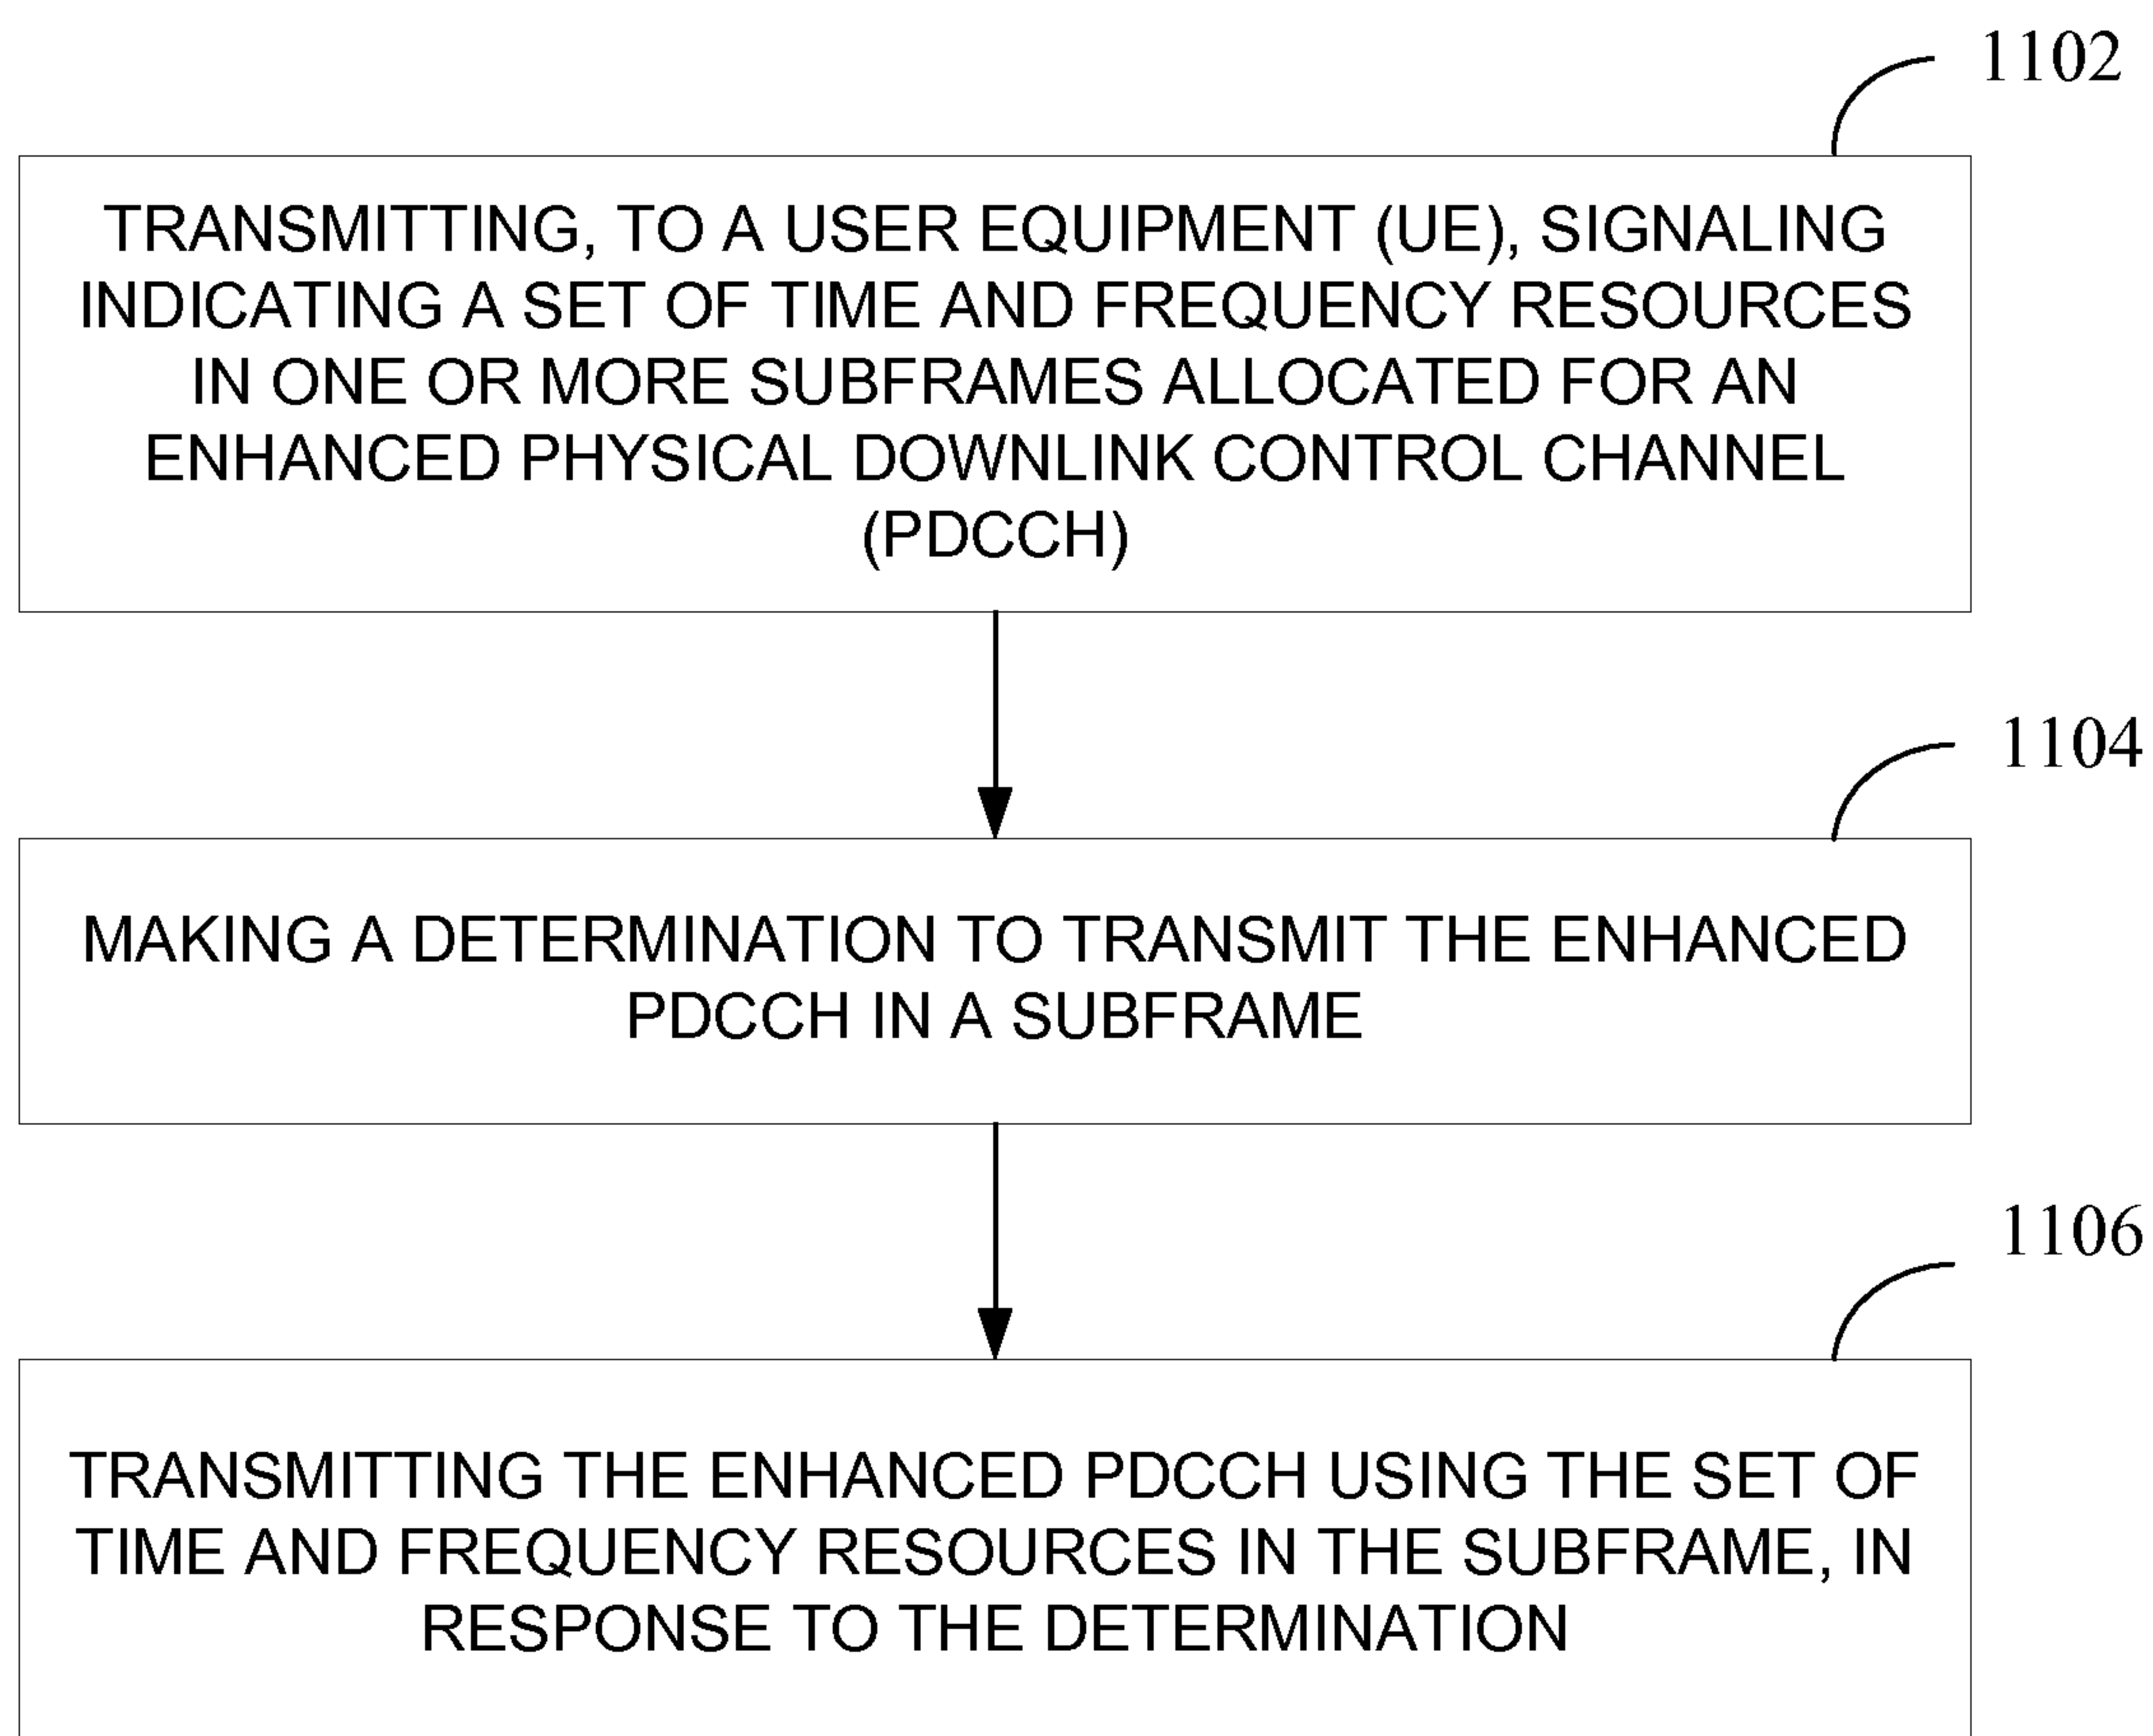 1102
TRANSMITTING, TO A USER EQUIPMENT (UE), SIGNALING
INDICATING A SET OF TIME AND FREQUENCY RESOURCES
IN ONE OR MORE SUBFRAMES ALLOCATED FOR AN
ENHANCED PHYSICAL DOWNLINK CONTROL CHANNEL
(PDCCH)
1104
MAKING A DETERMINATION TO TRANSMIT THE ENHANCED
PDCCH IN A SUBFRAME
1106
TRANSMITTING THE ENHANCED PDCCH USING THE SET OF
TIME AND FREQUENCY RESOURCES IN THE SUBFRAME, IN
RESPONSE TO THE DETERMINATION